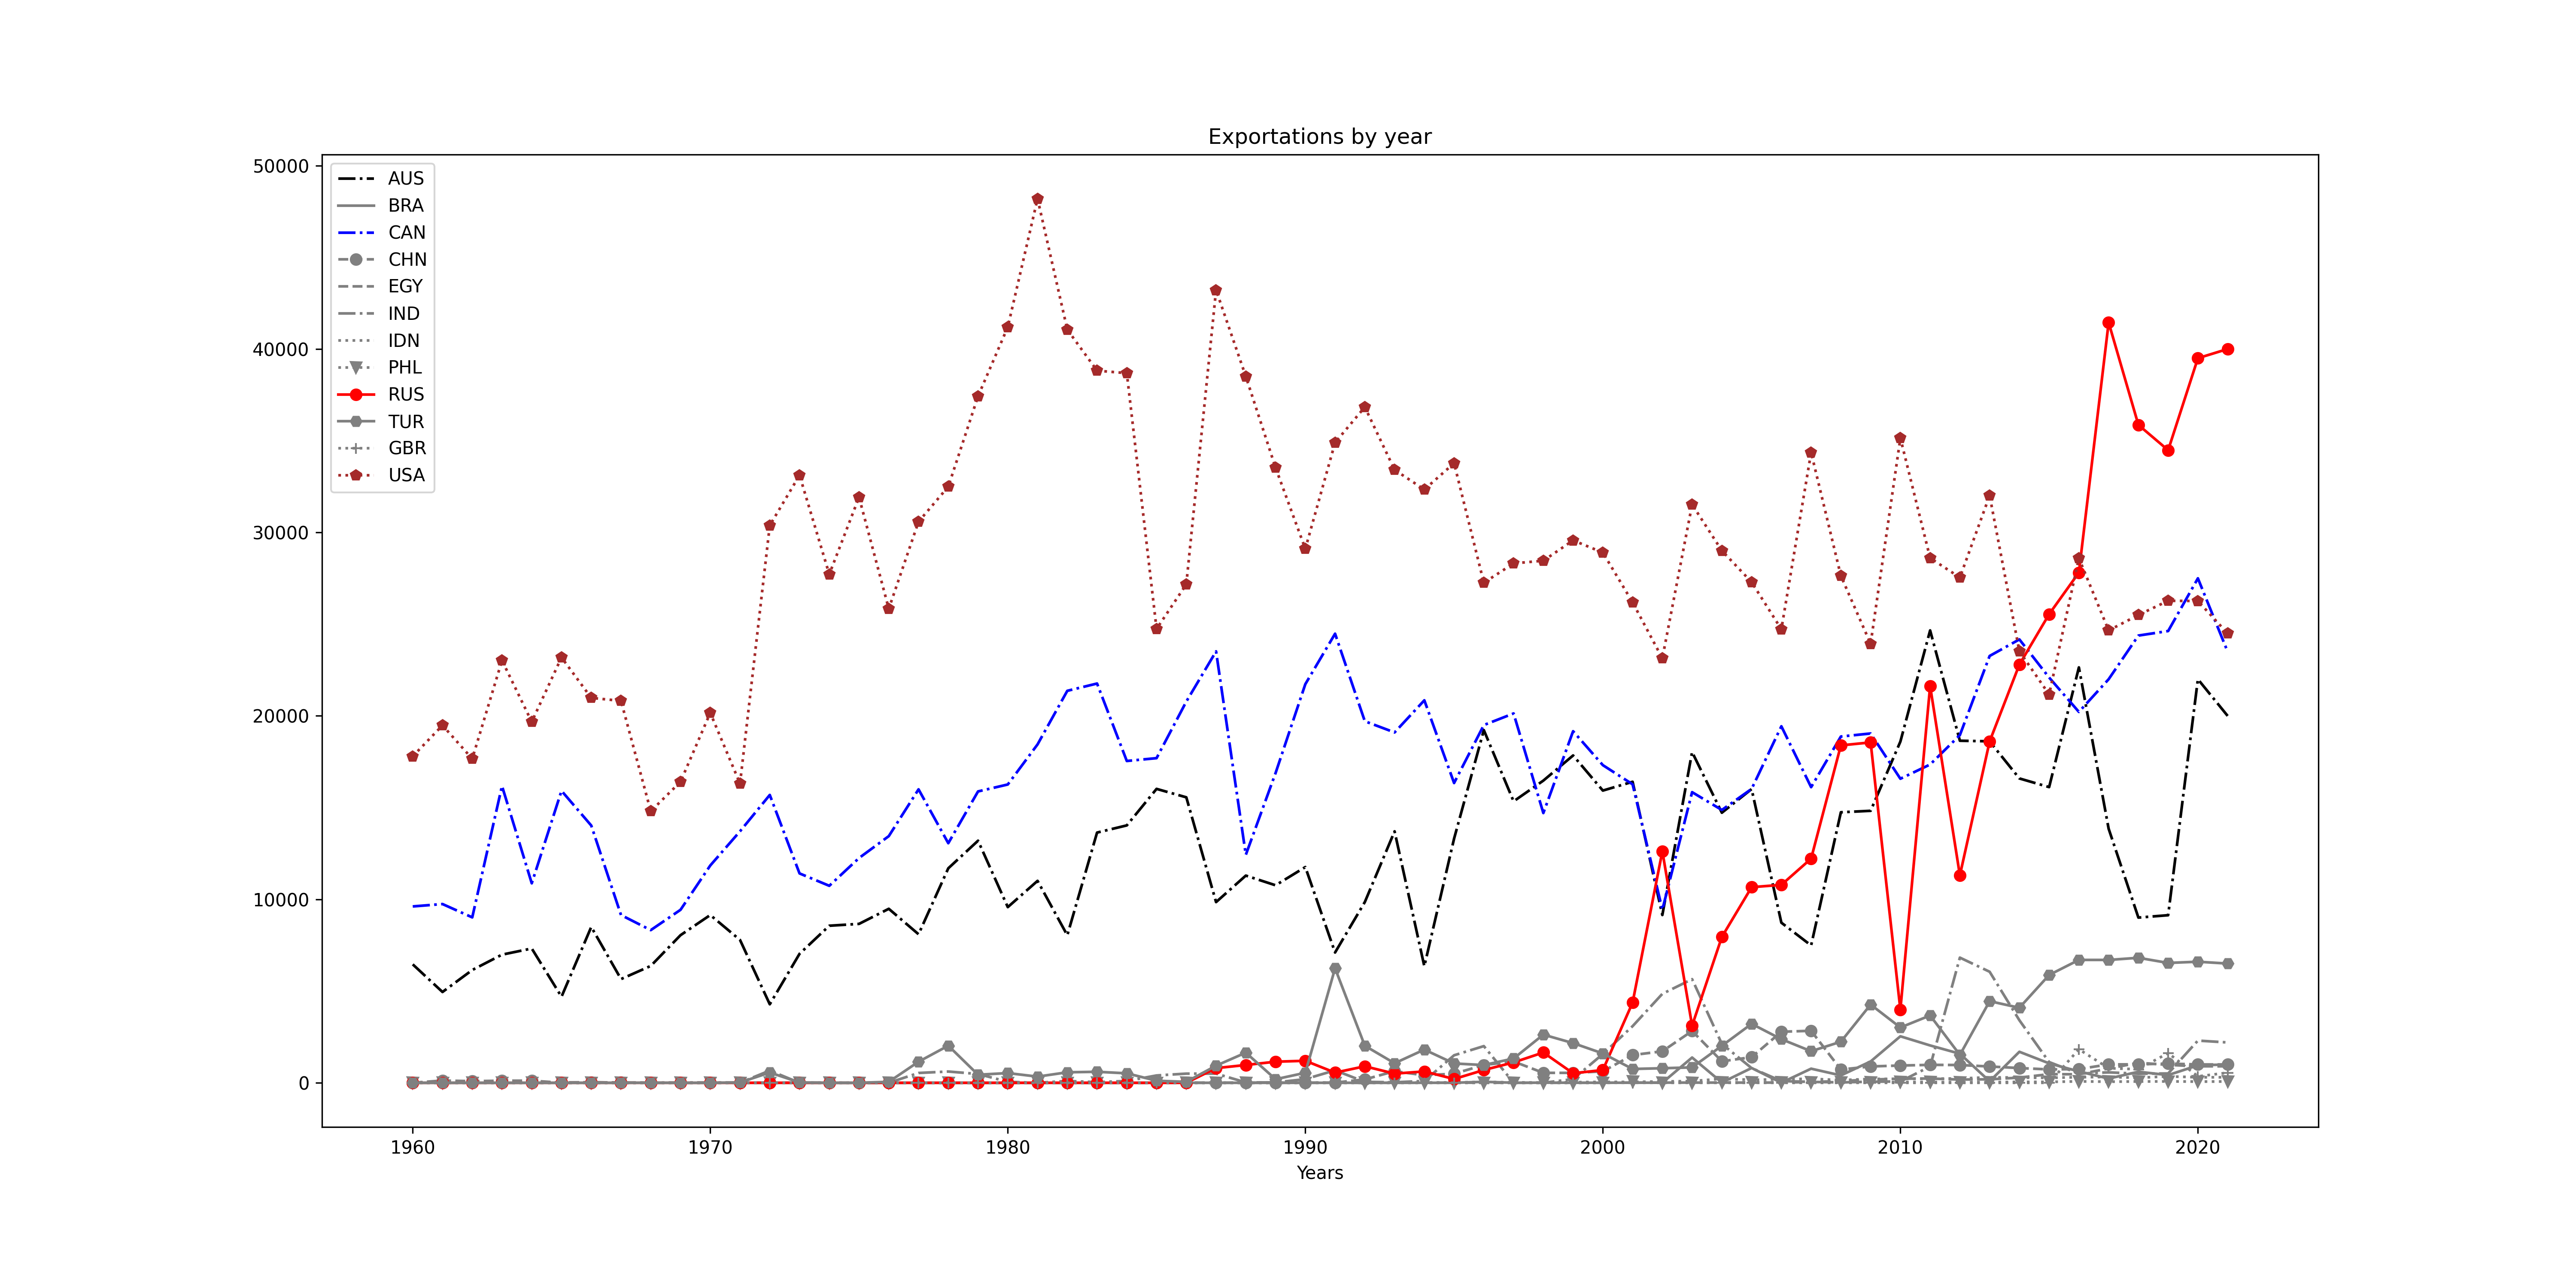 Exportations by year
50000
40000
30000
20000
10000
0
AUS
BRA
CAN
CHN
EGY
IND
IDN
PHL
RUS
TUR
GBR
USA
1960 1970 1980 1990 2000 2010 2020
Years